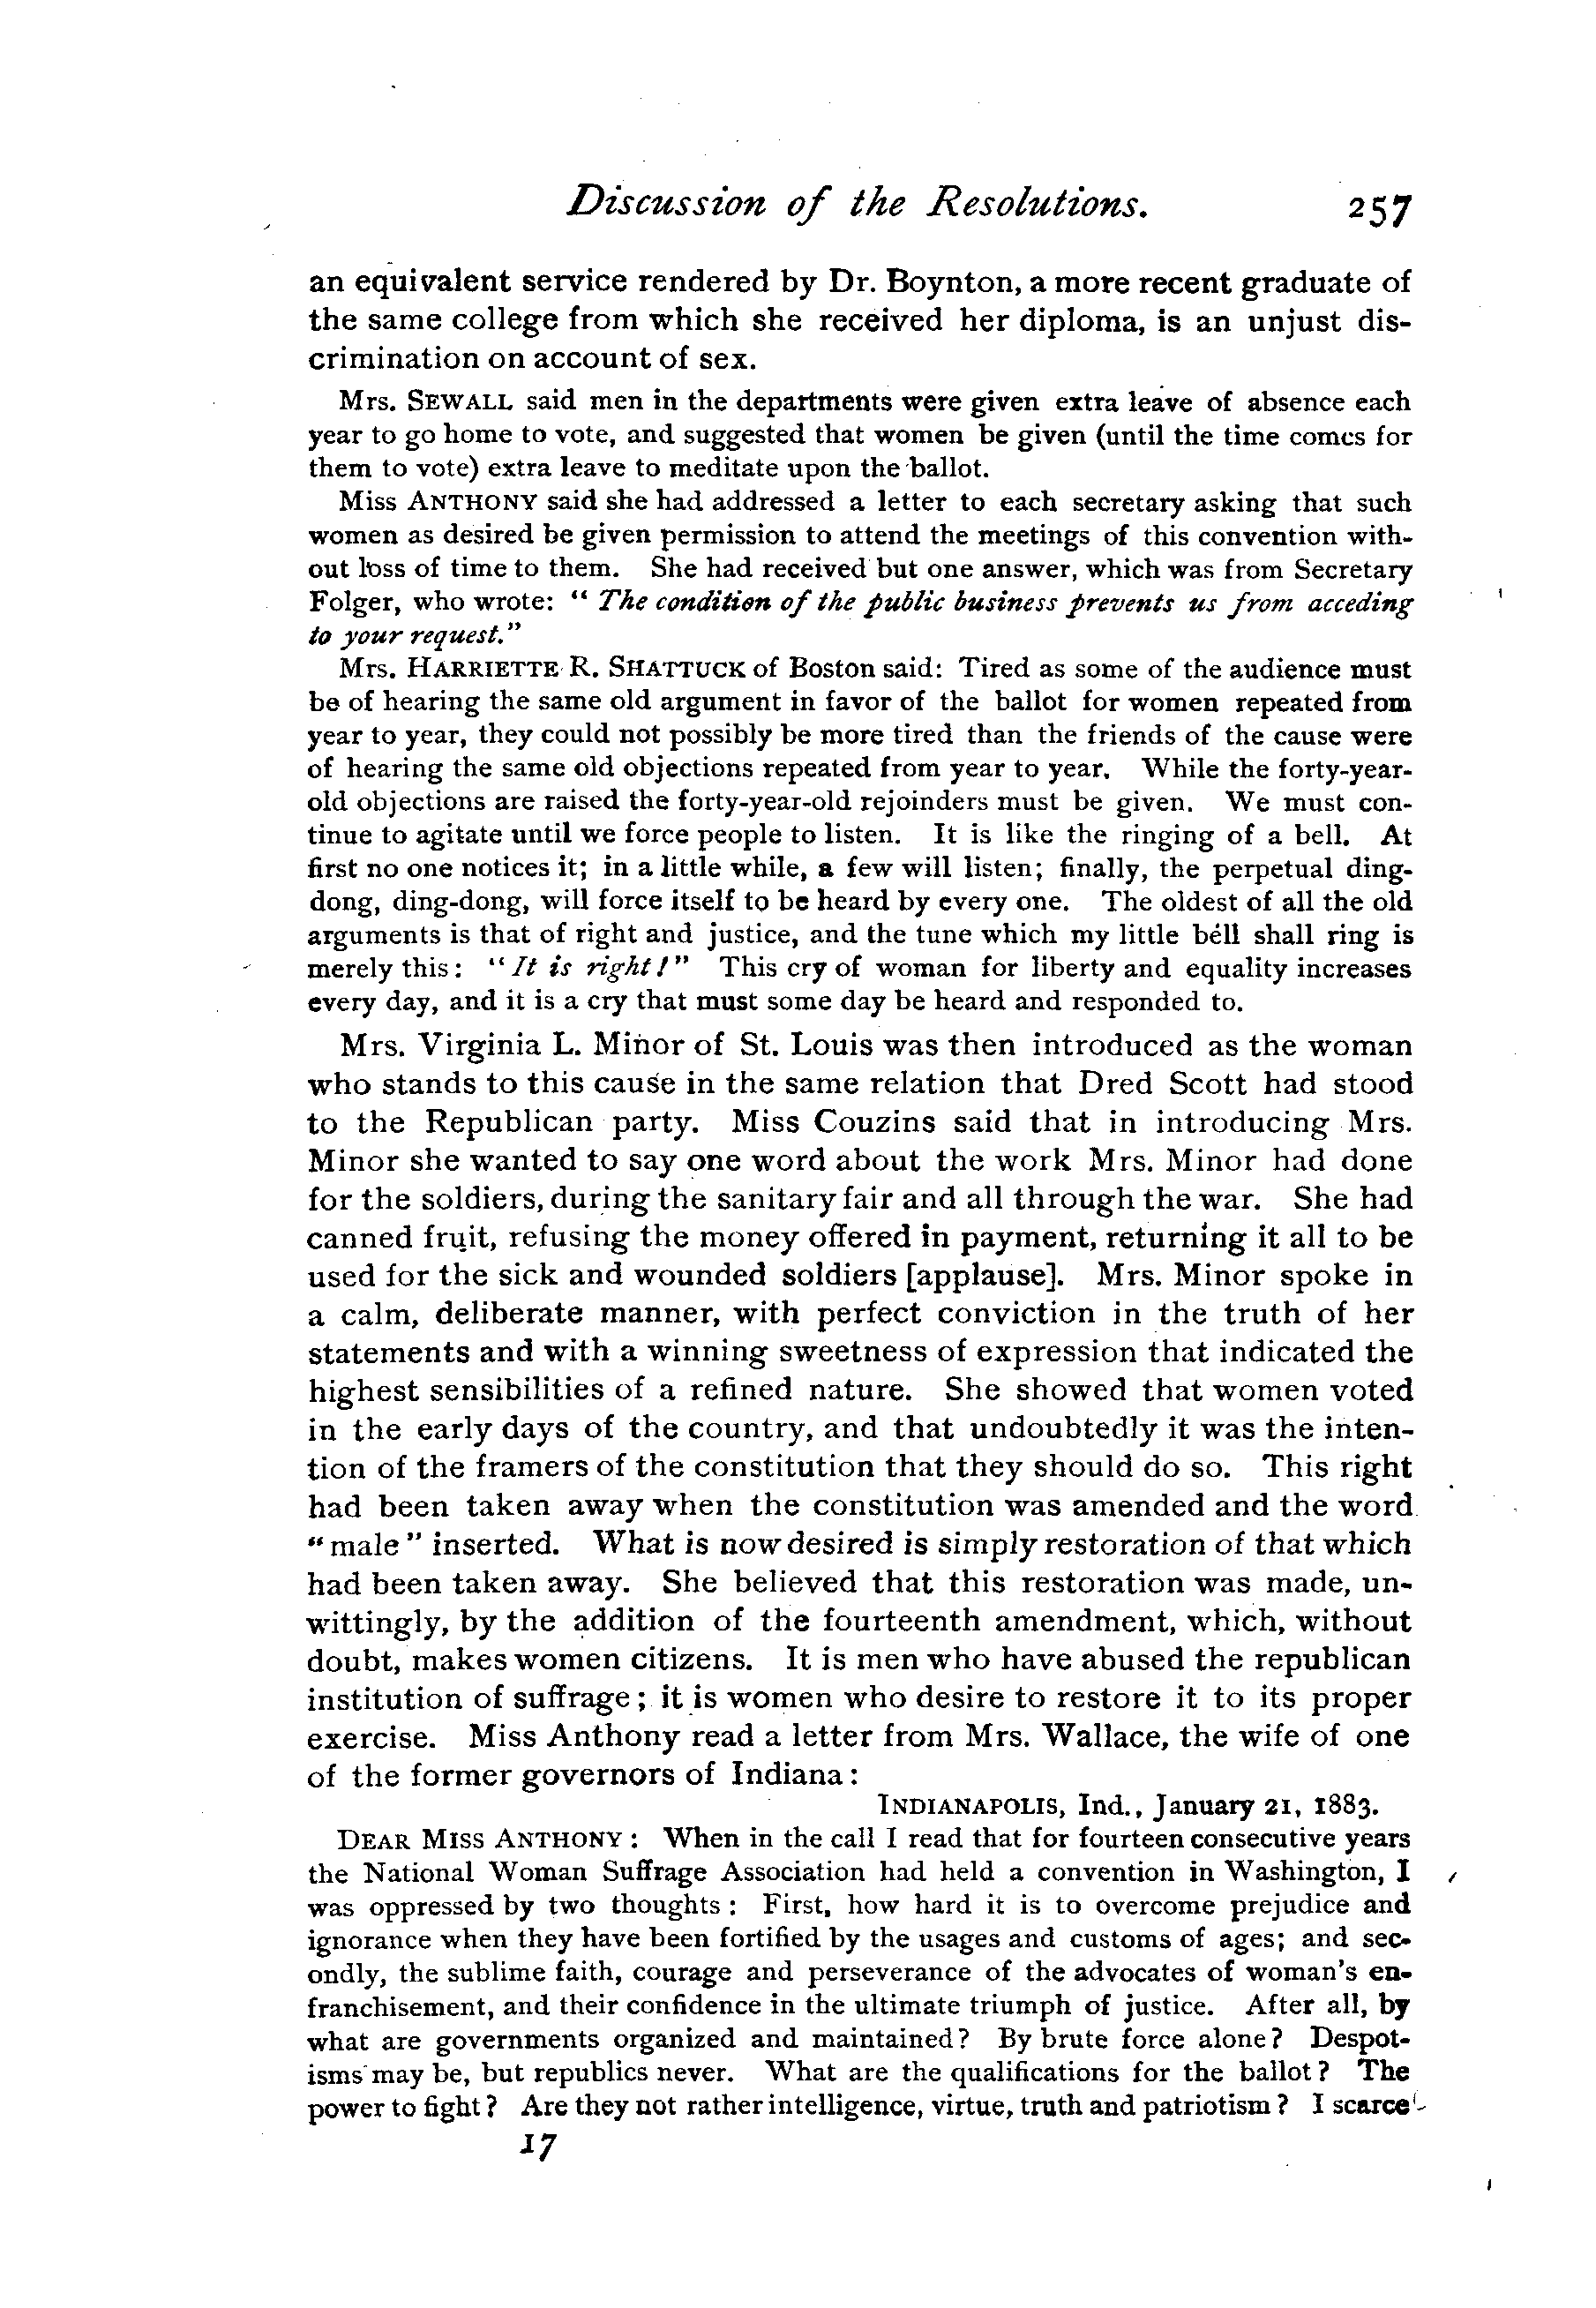 Discussion of the Resolutions. 257
an equivalent service rendered by Dr. Boynton, a more recent graduate of
the same college from which she received her diploma, is an unjust dis-
crimination on account of sex.
Mrs. SEWALL said men in the departments were given extra leave of absence each
year to go home to vote, and suggested that women be given (until the time comes for
them to vote) extra leave to meditate upon the ballot.
Miss ANTHONY said she had addressed a letter to each secretary asking that such
women as desired be given permission to attend the meetings of this convention with-
out loss of time to them. She had received but one answer, which was from Secretary
Folger, who wrote: "The condition of the public business prevents us from acceding
to your request."
Mrs. HARRIETTE R. SHATTUCK of Boston said: Tired as some of the audience must
be of hearing the same old argument in favor of the ballot for women repeated from
year to year, they could not possibly be more tired than the friends of the cause were
of hearing the same old objections repeated from year to year. While the forty-year-
old objections are raised the forty-year-old rejoinders must be given. We must con-
tinue to agitate until we force people to listen. It is like the ringing of a bell. At
first no one notices it; in a little while, a few will listen; finally, the perpetual ding-
dong, ding-dong, will force itself to be heard by every one. The oldest of all the old
arguments is that of right and justice, and the tune which my little bell shall ring is
merely this: "It is right!" This cry of woman for liberty and equality increases
every day, and it is a cry that must some day be heard and responded to.
Mrs. Virginia L. Minor of St. Louis was then introduced as the woman
who stands to this cause in the same relation that Dred Scott had stood
to the Republican party. Miss Couzins said that in introducing Mrs.
Minor she wanted to say one word about the work Mrs. Minor had done
for the soldiers, during the sanitary fair and all through the war. She had
canned fruit, refusing the money offered in payment, returning it all to be
used for the sick and wounded soldiers [applause]. Mrs. Minor spoke in
a calm, deliberate manner, with perfect conviction in the truth of her
statements and with a winning sweetness of expression that indicated the
highest sensibilities of a refined nature. She showed that women voted
in the early days of the country, and that undoubtedly it was the inten-
tion of the framers of the constitution that they should do so. This right
had been taken away when the constitution was amended and the word
"male" inserted. What is now desired is simply restoration of that which
had been taken away. She believed that this restoration was made, un-
wittingly, by the addition of the fourteenth amendment, which, without
doubt, makes women citizens. It is men who have abused the republican
institution of suffrage; it is women who desire to restore it to its proper
exercise. Miss Anthony read a letter from Mrs. Wallace, the wife of one
of the former governors of Indiana:
INDIANAPOLIS, Ind., January 21, 1883.
DEAR MISS ANTHONY: When in the call I read that for fourteen consecutive years
the National Woman Suffrage Association had held a convention in Washington, I
was oppressed by two thoughts: First, how hard it is to overcome prejudice and
ignorance when they have been fortified by the usages and customs of ages; and sec-
ondly, the sublime faith, courage and perseverance of the advocates of woman's en-
franchisement, and their confidence in the ultimate triumph of justice. After all, by
what are governments organized and maintained? By brute force alone? Despot-
isms may be, but republics never. What are the qualifications for the ballot? The
power to fight? Are they not rather intelligence, virtue, truth and patriotism? I scarce
17